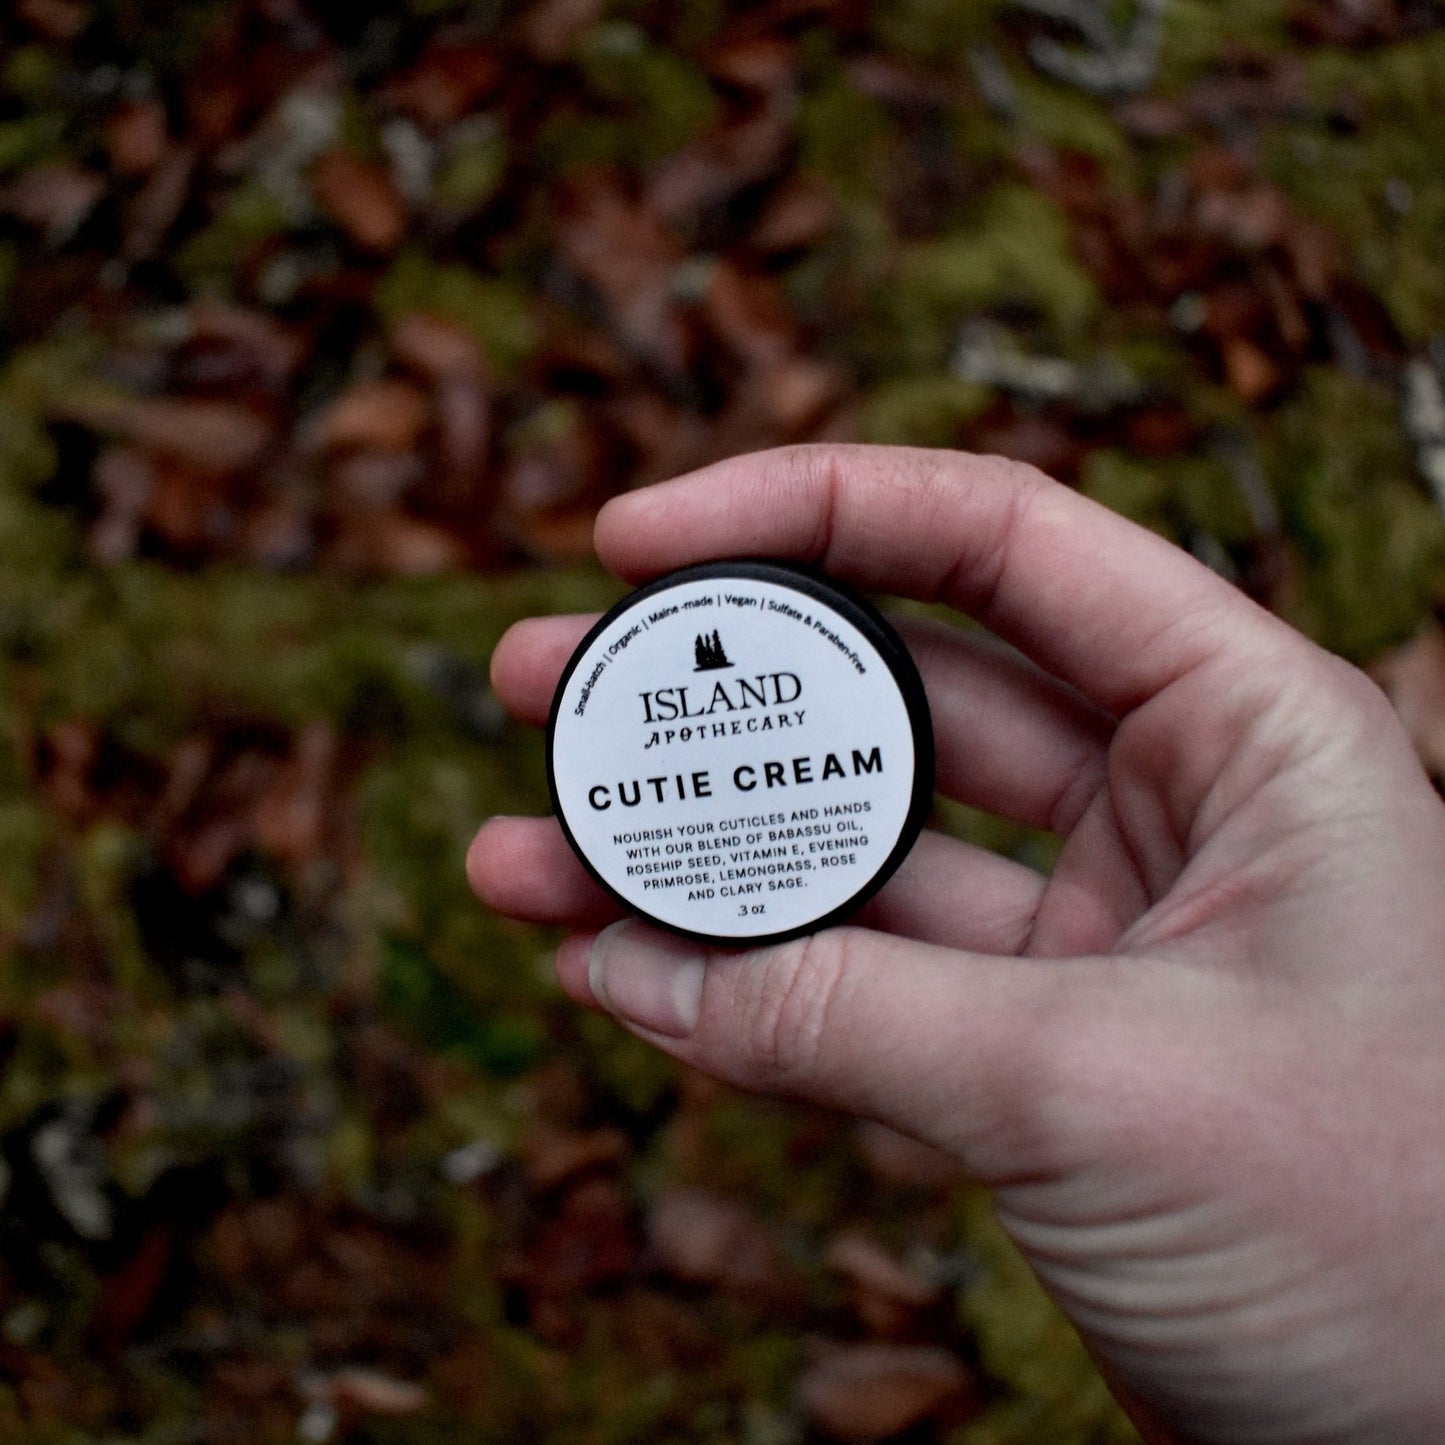 Small-batch | Organic | Maine -made | Vegan | Sulfate & Paraben-Free
ISLAND
APOTHECARY
CUTIE CREAM
NOURISH YOUR CUTICLES AND HANDS
WITH OUR BLEND OF BABASSU OIL,
ROSEHIP SEED, VITAMIN E, EVENING
PRIMROSE, LEMONGRASS, ROSE
AND CLARY SAGE.
.3 oz